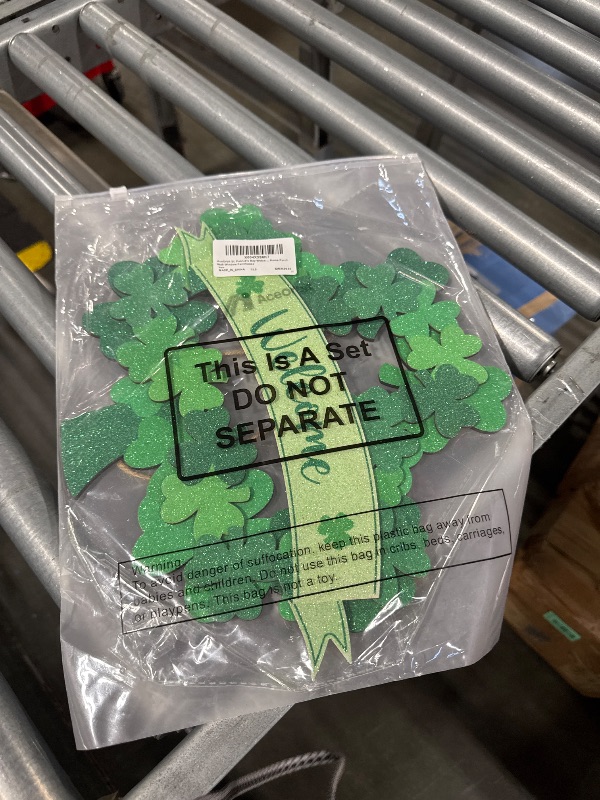 AceOne
Welcome
This Is A Set
DO NOT
SEPARATE
Warning:
To avoid danger of suffocation, keep this plastic bag away from
babies and children. Do not use this bag in cribs, beds, carriages,
or playpens. This bag is not a toy.